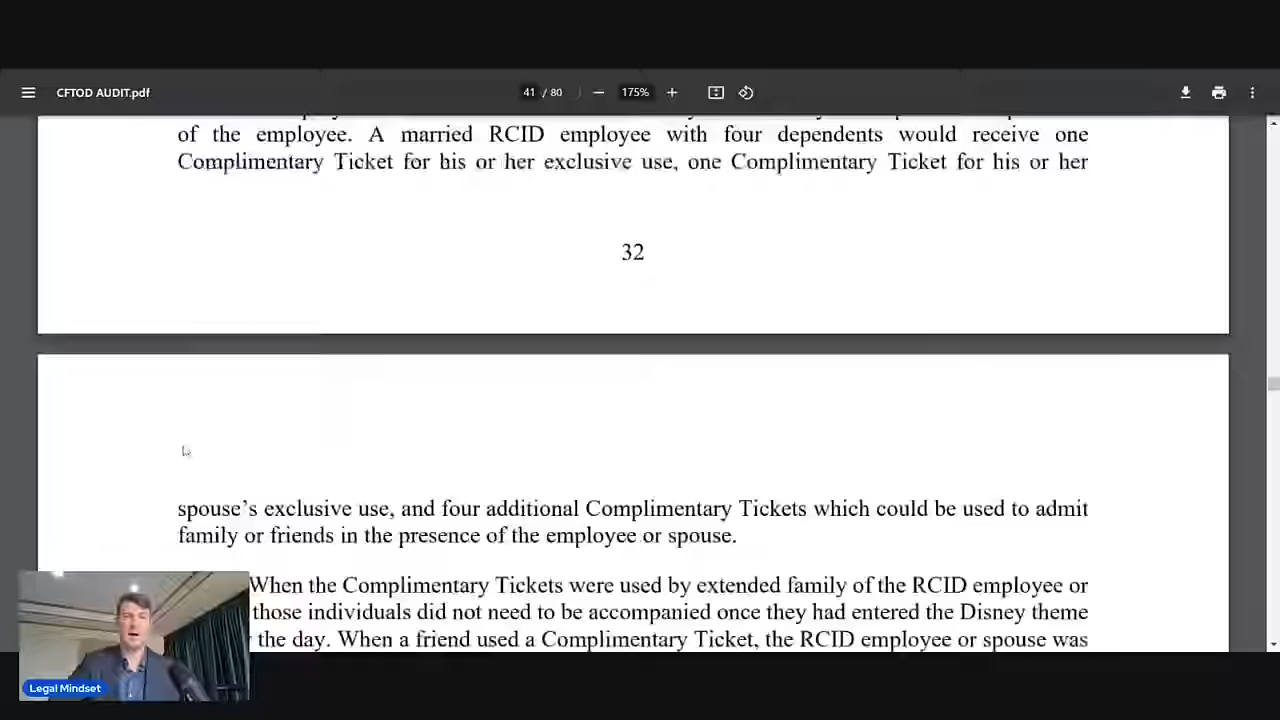 CFTOD AUDIT.pdf
41 / 80
175%
of the employee. A married RCID employee with four dependents would receive one
Complimentary Ticket for his or her exclusive use, one Complimentary Ticket for his or her
32
spouse's exclusive use, and four additional Complimentary Tickets which could be used to admit
family or friends in the presence of the employee or spouse.
When the Complimentary Tickets were used by extended family of the RCID employee or
those individuals did not need to be accompanied once they had entered the Disney theme
the day. When a friend used a Complimentary Ticket, the RCID employee or spouse was
Legal Mindset